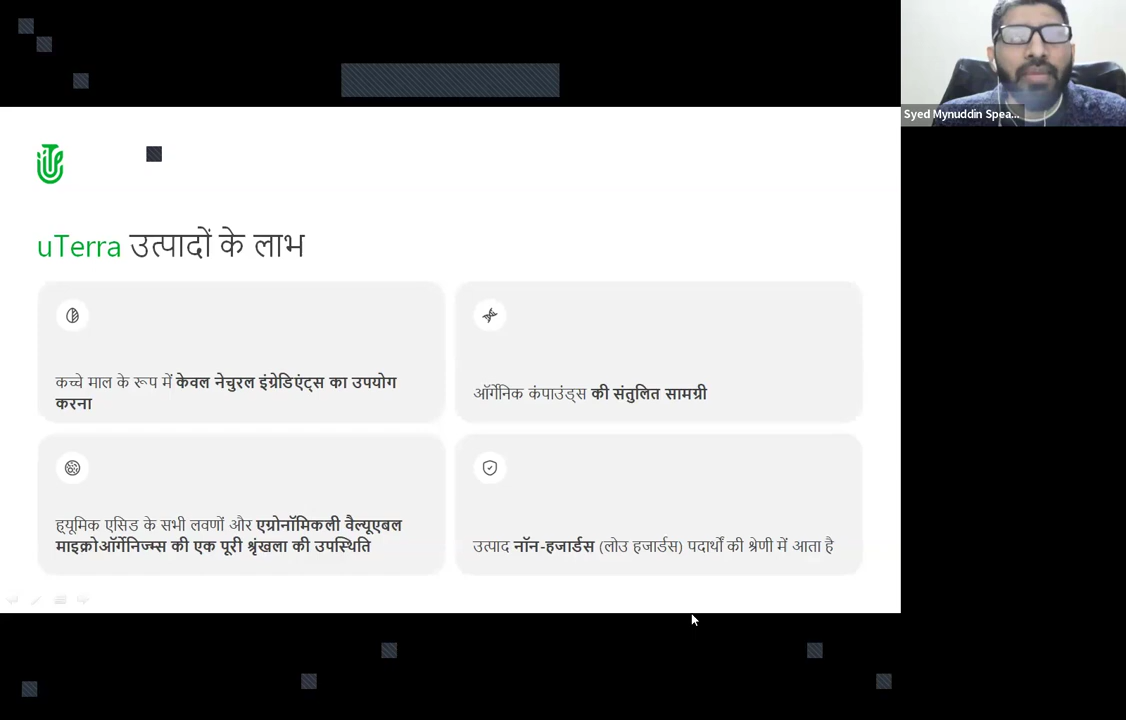 Syed Mynuddin Spea...
uTerra उत्पादों के लाभ
कच्चे माल के रूप में केवल नेचुरल इंग्रेडिएंट्स का उपयोग
करना
ऑर्गेनिक कंपाउंड्स की संतुलित सामग्री
ह्यूमिक एसिड के सभी लवणों और एग्रोनॉमिकली वैल्यूएबल
माइक्रोऑर्गेनिज्म्स की एक पूरी श्रृंखला की उपस्थिति
उत्पाद नॉन-हजार्डस (लोउ हजार्डस) पदार्थों की श्रेणी में आता है